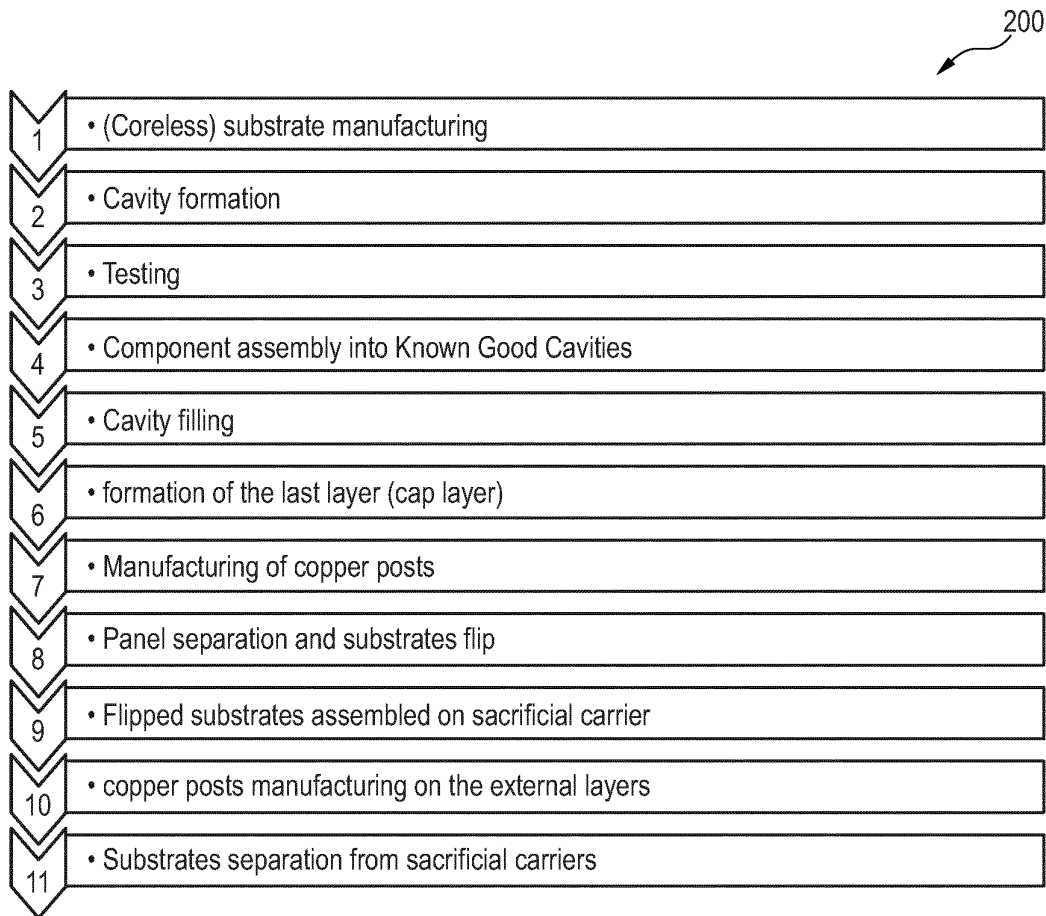 200
1 • (Coreless) substrate manufacturing
2 • Cavity formation
3 • Testing
4 • Component assembly into Known Good Cavities
5 • Cavity filling
6 • formation of the last layer (cap layer)
7 • Manufacturing of copper posts
8 • Panel separation and substrates flip
9 • Flipped substrates assembled on sacrificial carrier
10 • copper posts manufacturing on the external layers
11 • Substrates separation from sacrificial carriers